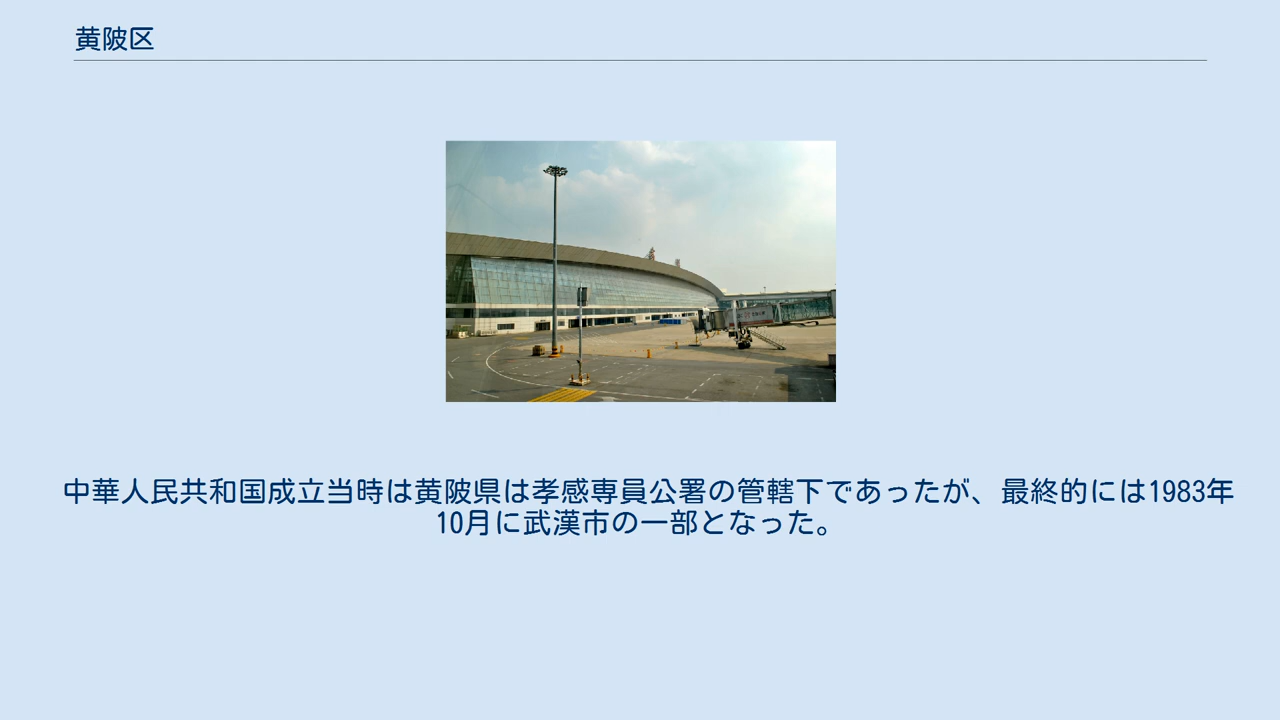 黄陂区
中華人民共和国成立当時は黄陂県は孝感専員公署の管轄下であったが、最終的には1983年
10月に武漢市の一部となった。